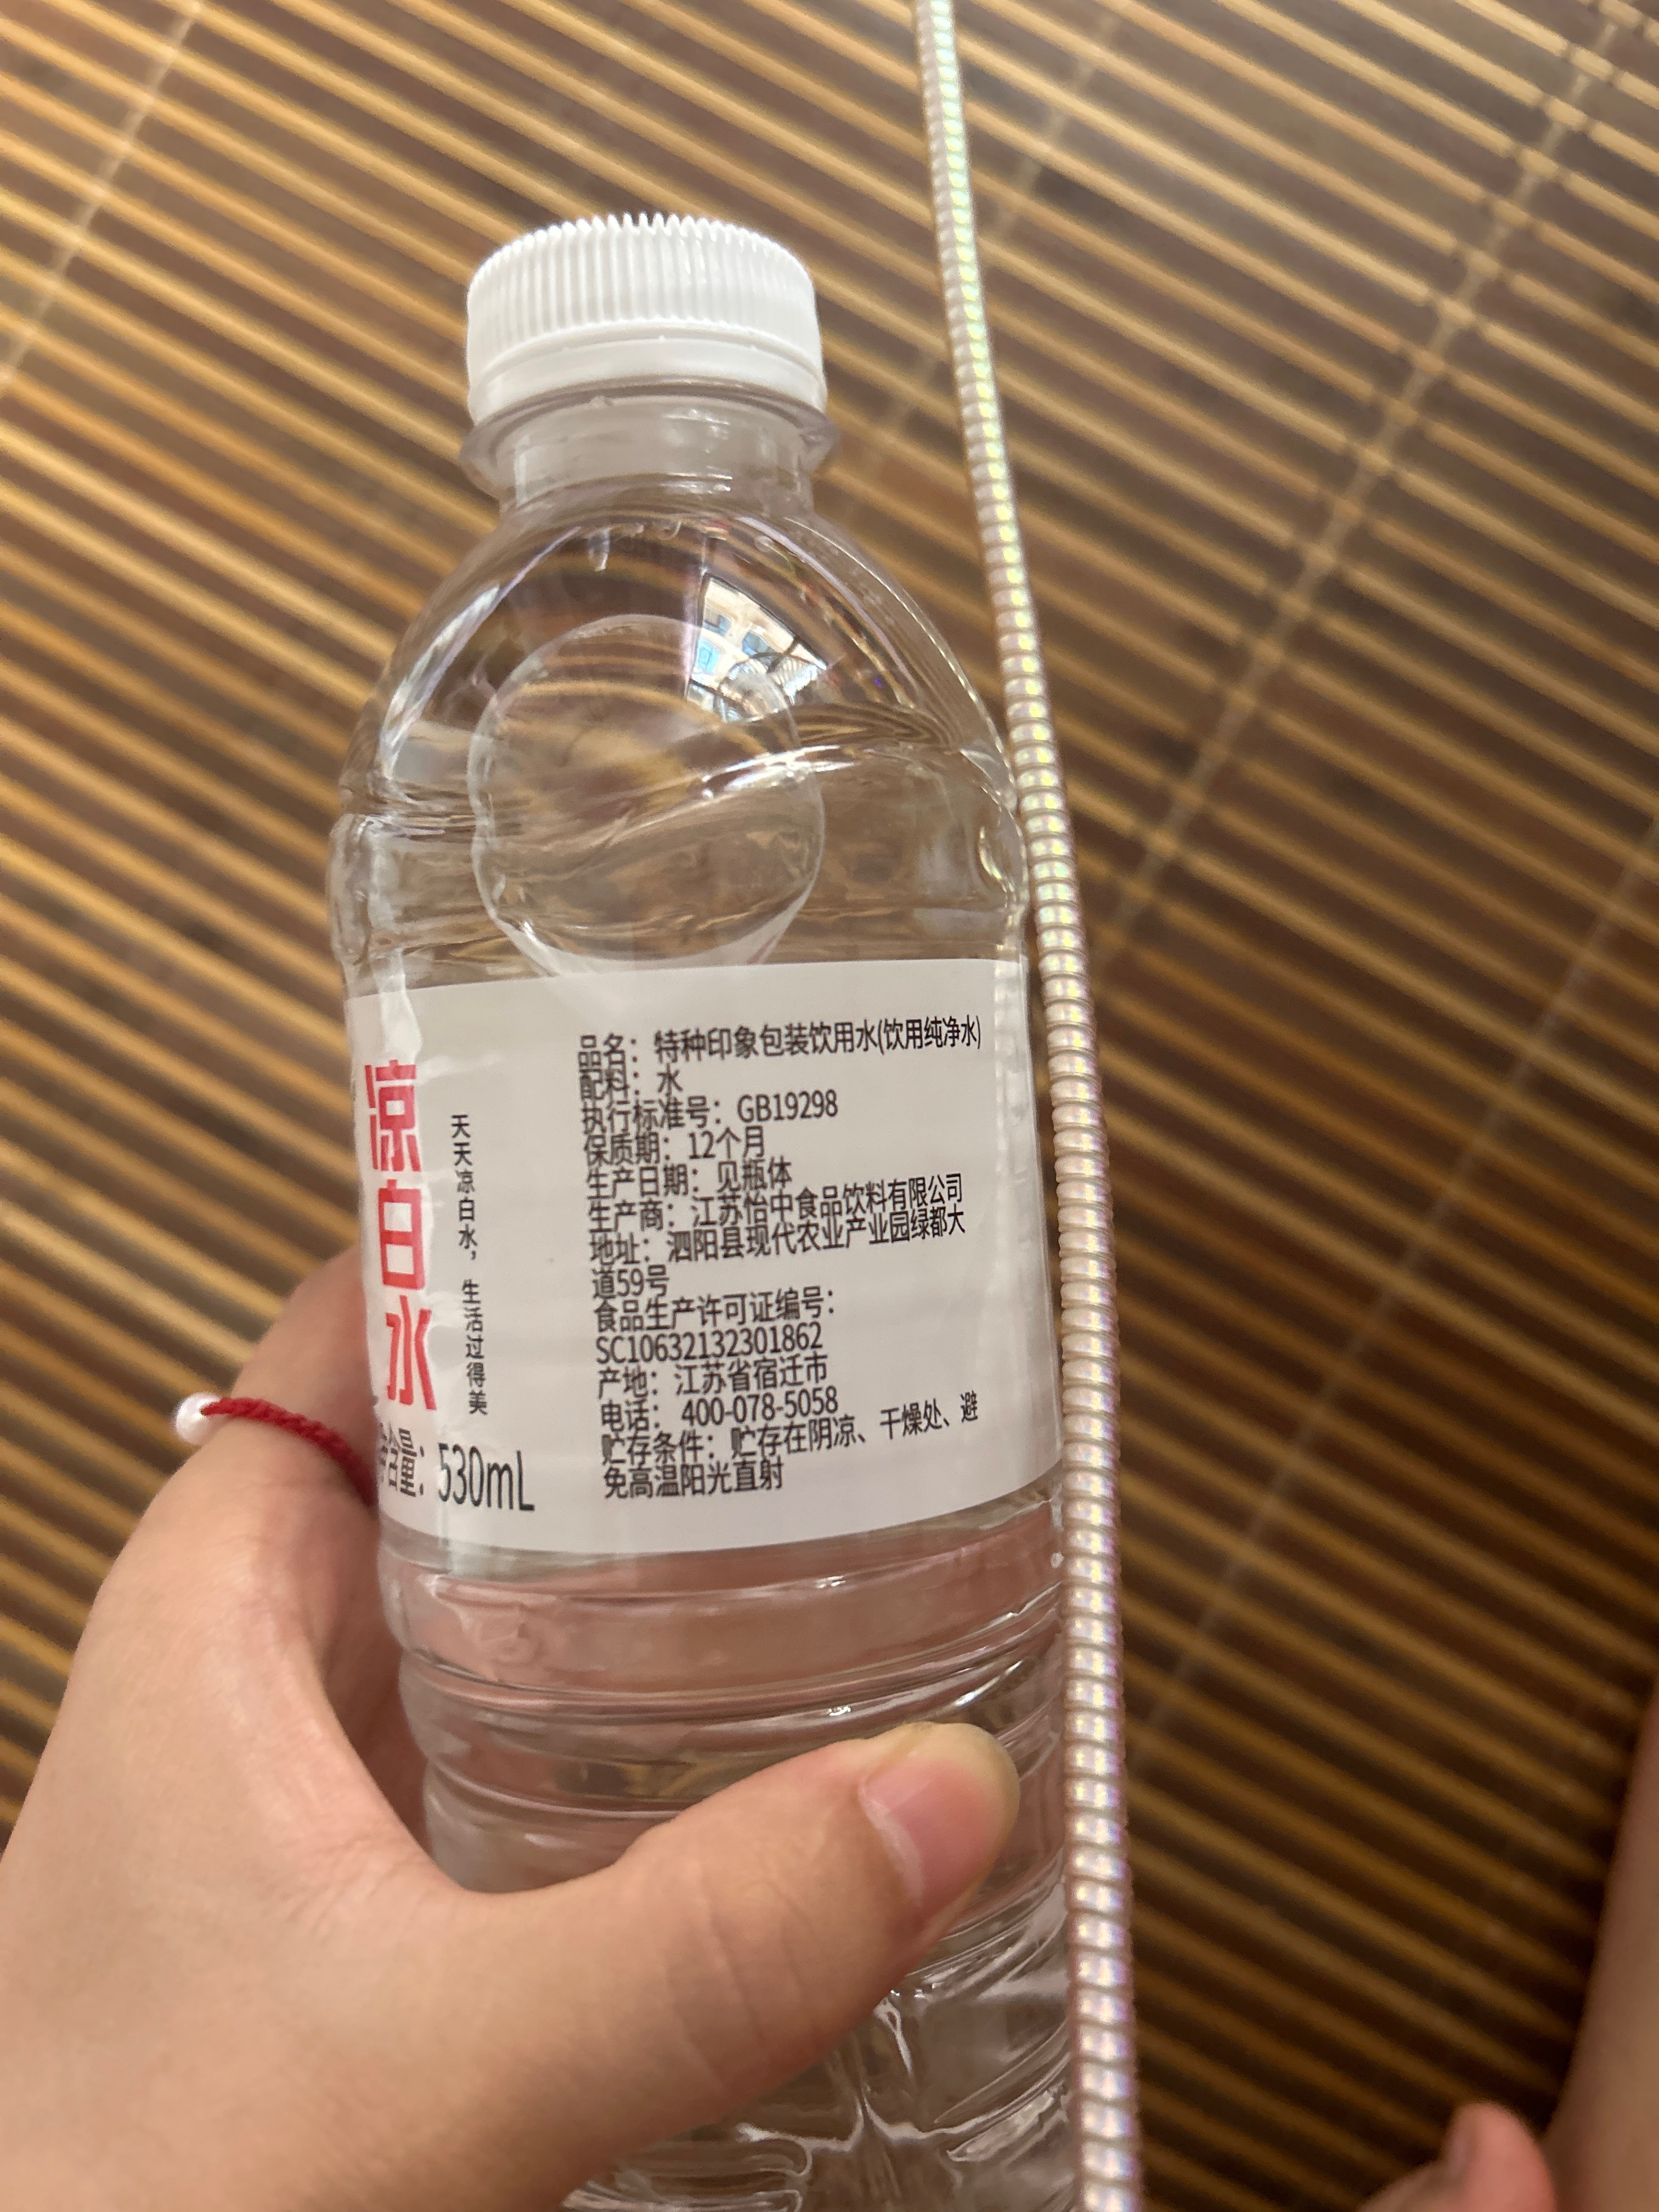 凉白水
天天凉白水，生活过得美
含量：530mL
品名：特种印象包装饮用水(饮用纯净水)
配料：水
执行标准号：GB19298
保质期：12个月
生产日期：见瓶体
生产商：江苏怡中食品饮料有限公司
地址：泗阳县现代农业产业园绿都大
道59号
食品生产许可证编号：
SC10632132301862
产地：江苏省宿迁市
电话：400-078-5058
贮存条件：贮存在阴凉、干燥处、避
免高温阳光直射